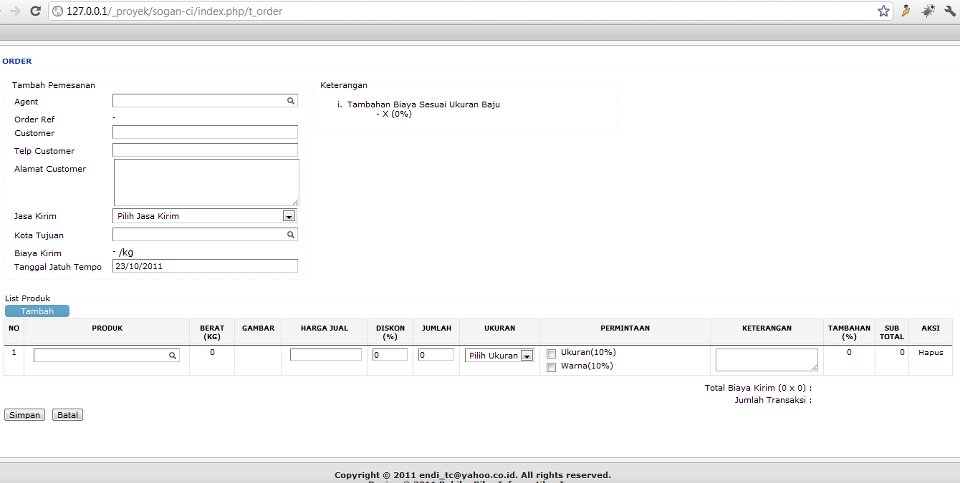 127.0.0.1/_proyek/sogan-ci/index.php/t_order
ORDER
Tambah Pemesanan
Agent
Order Ref -
Customer
Telp Customer
Alamat Customer
Jasa Kirim Pilih Jasa Kirim
Kota Tujuan
Biaya Kirim - /kg
Tanggal Jatuh Tempo 23/10/2011
Keterangan
i. Tambahan Biaya Sesuai Ukuran Baju
- X (0%)
List Produk
Tambah
NO PRODUK BERAT (KG) GAMBAR HARGA JUAL DISKON (%) JUMLAH UKURAN PERMINTAAN KETERANGAN TAMBAHAN (%) SUB TOTAL AKSI
1 0 0 0 Pilih Ukuran Ukuran(10%) 0 0 Hapus
Warna(10%)
Total Biaya Kirim (0 x 0) :
Jumlah Transaksi :
Simpan Batal
Copyright © 2011 endi_tc@yahoo.co.id. All rights reserved.